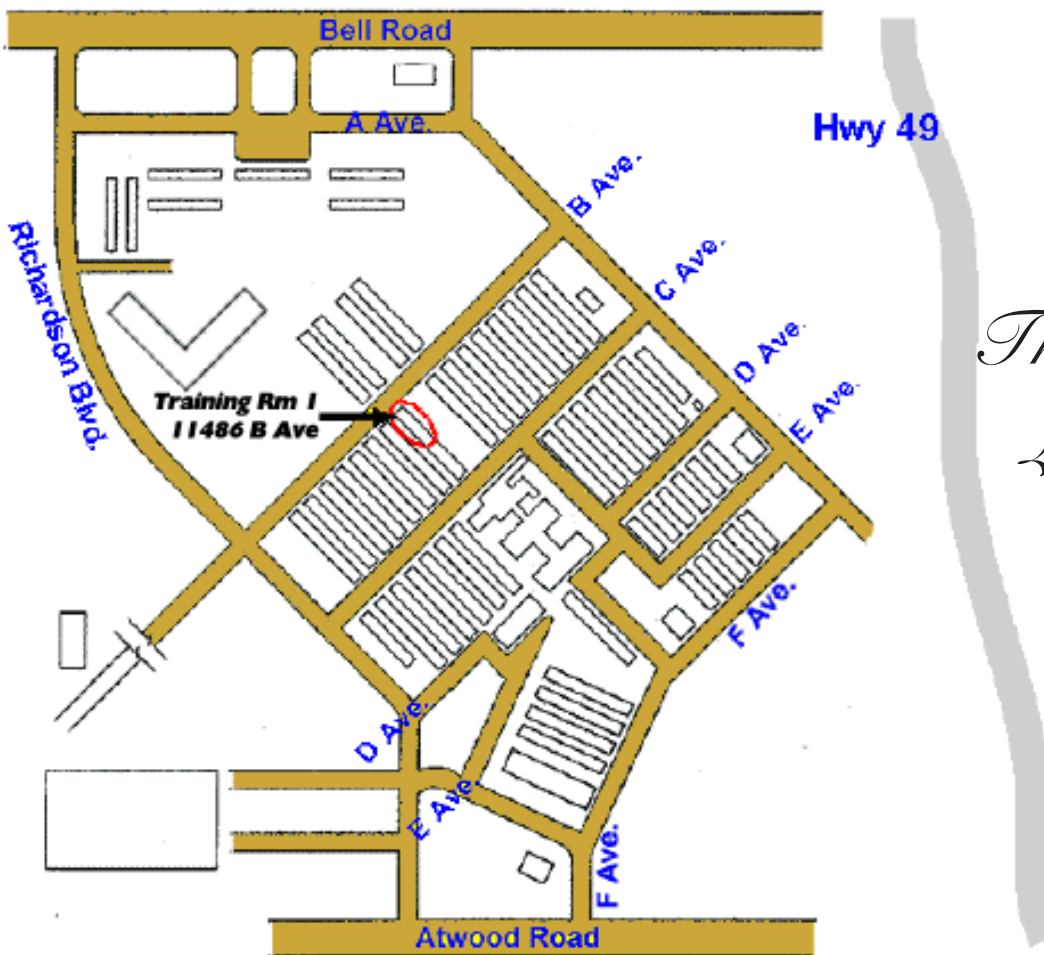 Bell Road
A Ave.
Hwy 49
B Ave.
C Ave.
Richardson Blvd.
D Ave.
E Ave.
Training Rm 1
11486 B Ave
F Ave.
D Ave.
E Ave.
F Ave.
Atwood Road